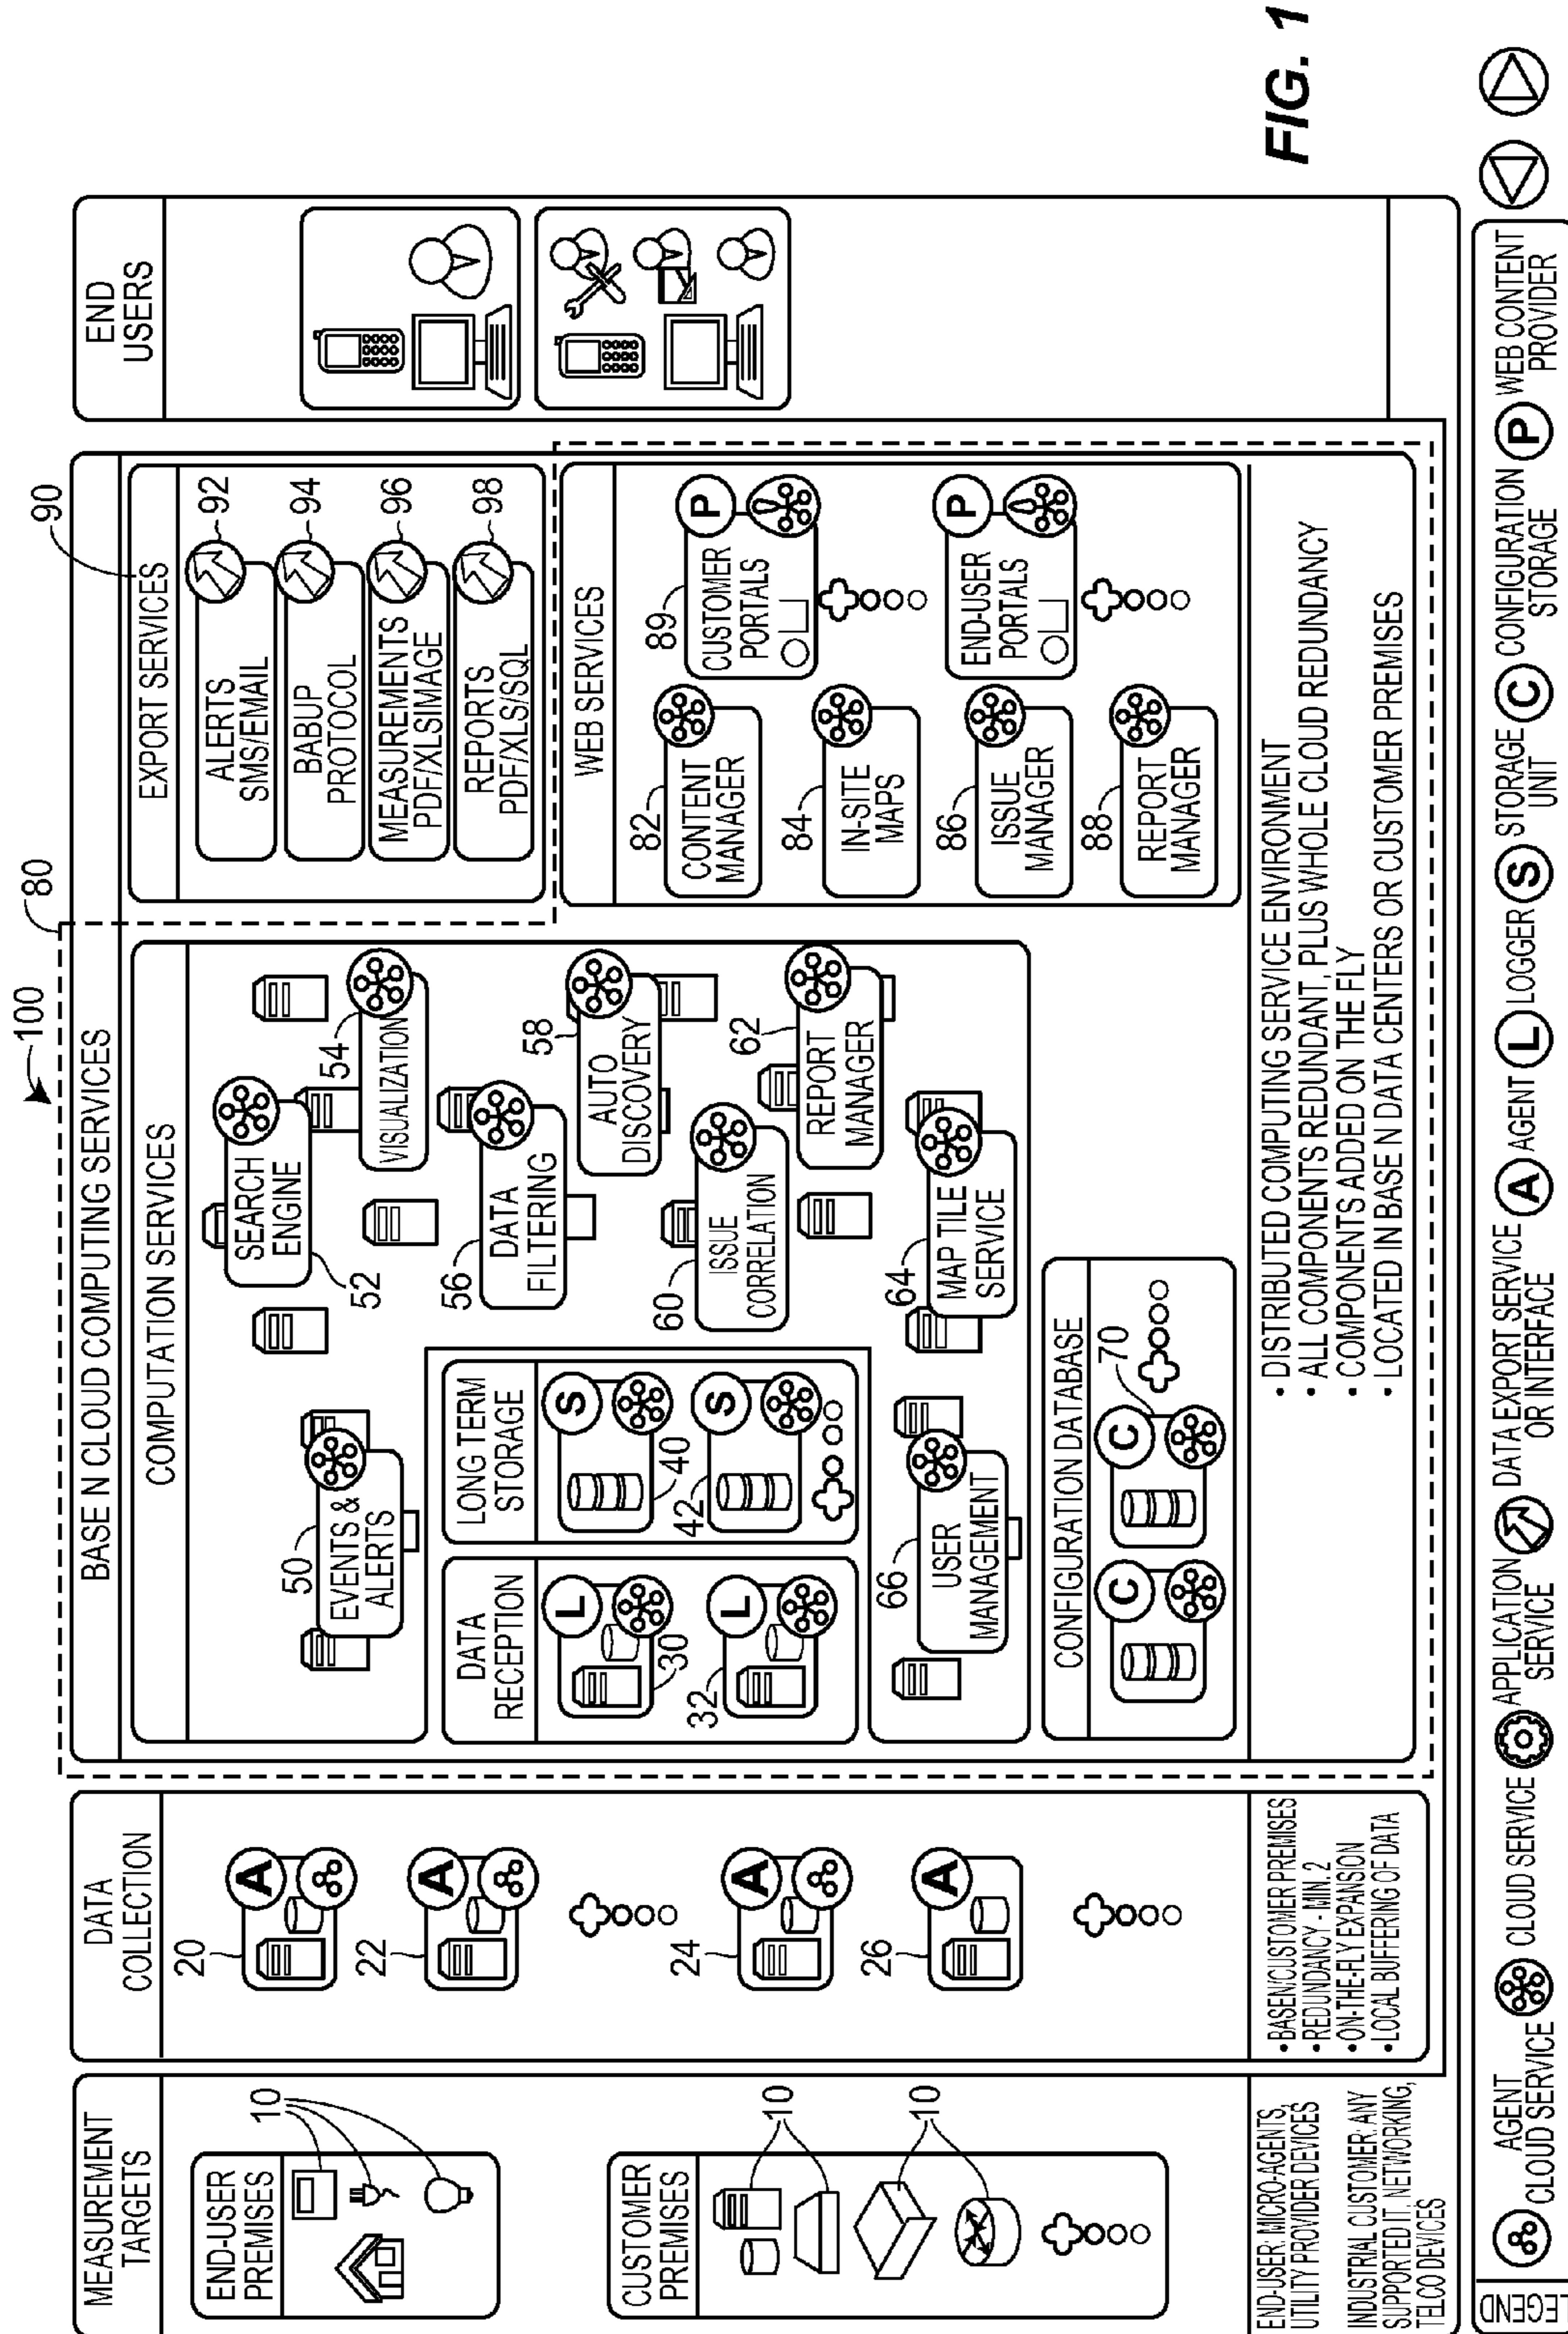 100
80
90
MEASUREMENT
TARGETS
END-USER
PREMISES
10
CUSTOMER
PREMISES
10
10
END-USER: MICRO-AGENTS,
UTILITY PROVIDER DEVICES
INDUSTRIAL CUSTOMER: ANY
SUPPORTED IT, NETWORKING,
TELCO DEVICES
DATA
COLLECTION
20
A
22
A
24
A
26
A
• BASEN/CUSTOMER PREMISES
• REDUNDANCY - MIN. 2
• ON-THE-FLY EXPANSION
• LOCAL BUFFERING OF DATA
BASE N CLOUD COMPUTING SERVICES
COMPUTATION SERVICES
50
EVENTS &
ALERTS
SEARCH
ENGINE
52
54
VISUALIZATION
56
DATA
FILTERING
58
AUTO
DISCOVERY
60
ISSUE
CORRELATION
62
REPORT
MANAGER
64
MAP TILE
SERVICE
66
USER
MANAGEMENT
DATA
RECEPTION
L
30
32
L
LONG TERM
STORAGE
S
40
42
S
CONFIGURATION DATABASE
C
C
70
EXPORT SERVICES
ALERTS
SMS/EMAIL
92
BABUP
PROTOCOL
94
MEASUREMENTS
PDF/XLSIMAGE
96
REPORTS
PDF/XLS/SQL
98
WEB SERVICES
82
CONTENT
MANAGER
84
IN-SITE
MAPS
86
ISSUE
MANAGER
88
REPORT
MANAGER
89
CUSTOMER
PORTALS
P
END-USER
PORTALS
P
• DISTRIBUTED COMPUTING SERVICE ENVIRONMENT
• ALL COMPONENTS REDUNDANT, PLUS WHOLE CLOUD REDUNDANCY
• COMPONENTS ADDED ON THE FLY
• LOCATED IN BASE N DATA CENTERS OR CUSTOMER PREMISES
END
USERS
FIG. 1
LEGEND
AGENT
CLOUD SERVICE
CLOUD SERVICE
APPLICATION
SERVICE
DATA EXPORT SERVICE
OR INTERFACE
A AGENT
L LOGGER
S STORAGE
UNIT
C CONFIGURATION
STORAGE
P WEB CONTENT
PROVIDER